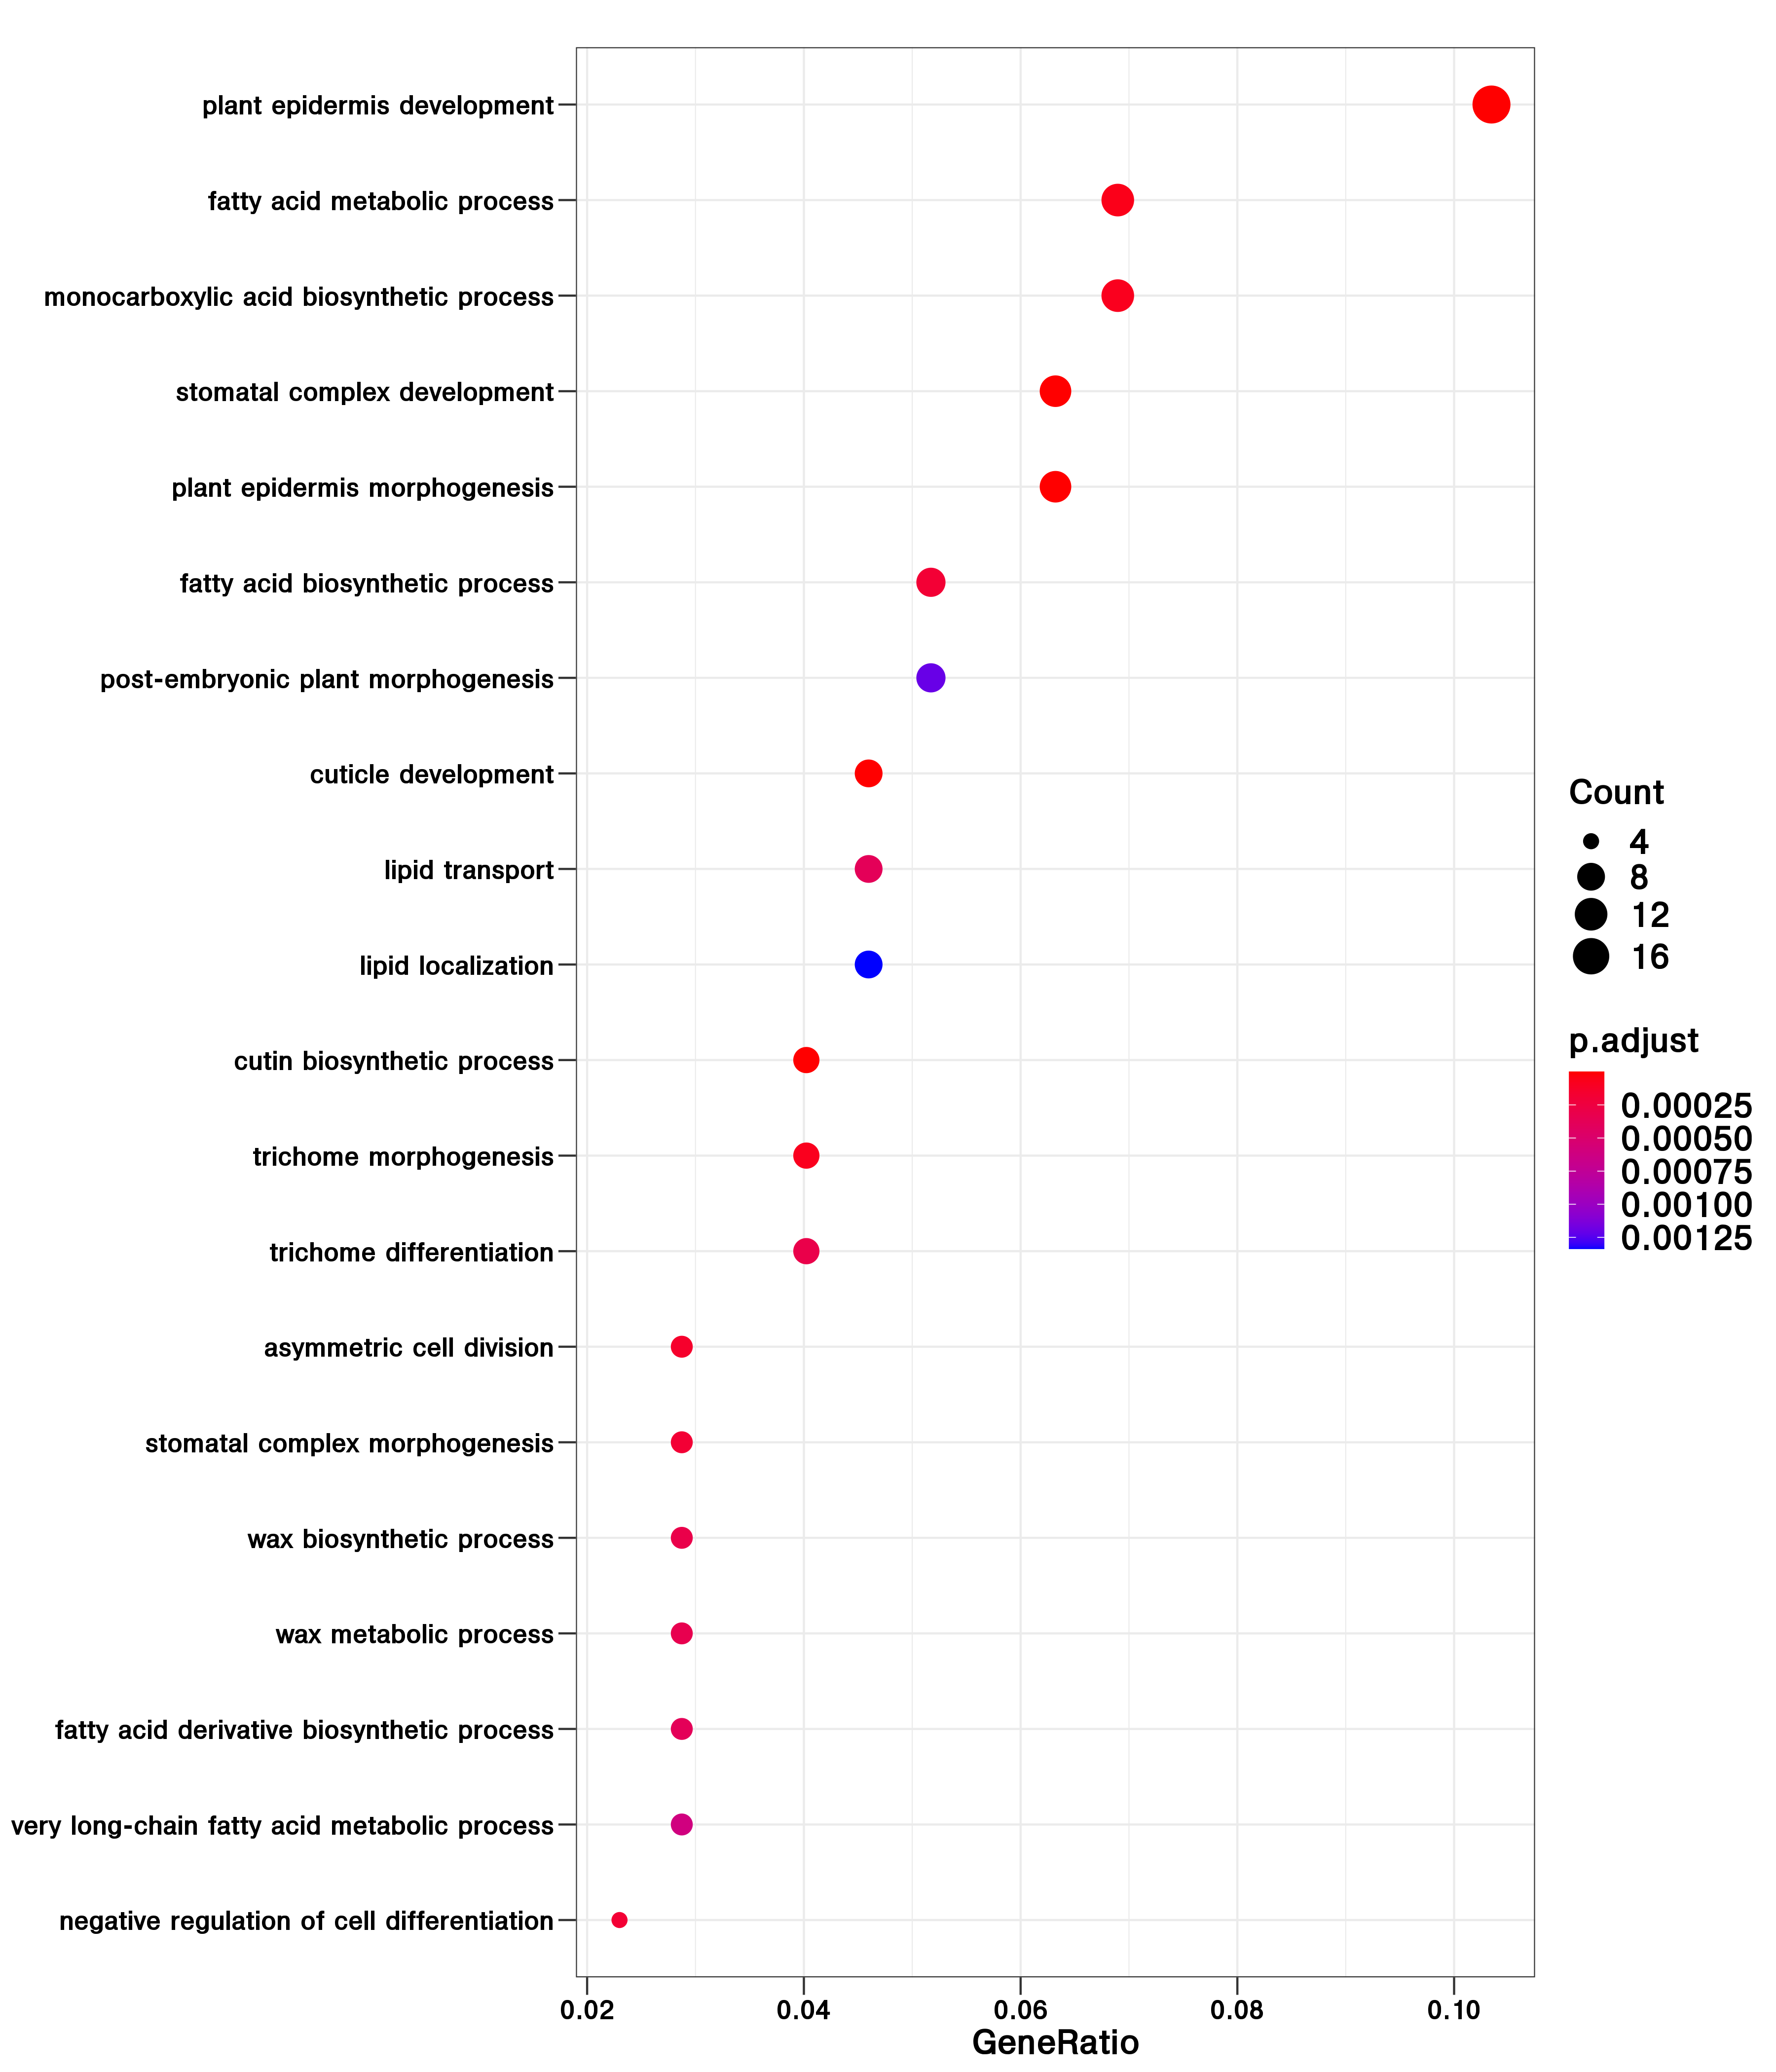 plant epidermis development
fatty acid metabolic process
monocarboxylic acid biosynthetic process
stomatal complex development
plant epidermis morphogenesis
fatty acid biosynthetic process
post-embryonic plant morphogenesis
cuticle development
lipid transport
lipid localization
cutin biosynthetic process
trichome morphogenesis
trichome differentiation
asymmetric cell division
stomatal complex morphogenesis
wax biosynthetic process
wax metabolic process
fatty acid derivative biosynthetic process
very long-chain fatty acid metabolic process
negative regulation of cell differentiation
0.02 0.04 0.06 0.08 0.10
GeneRatio
Count
4
8
12
16
p.adjust
0.00025
0.00050
0.00075
0.00100
0.00125